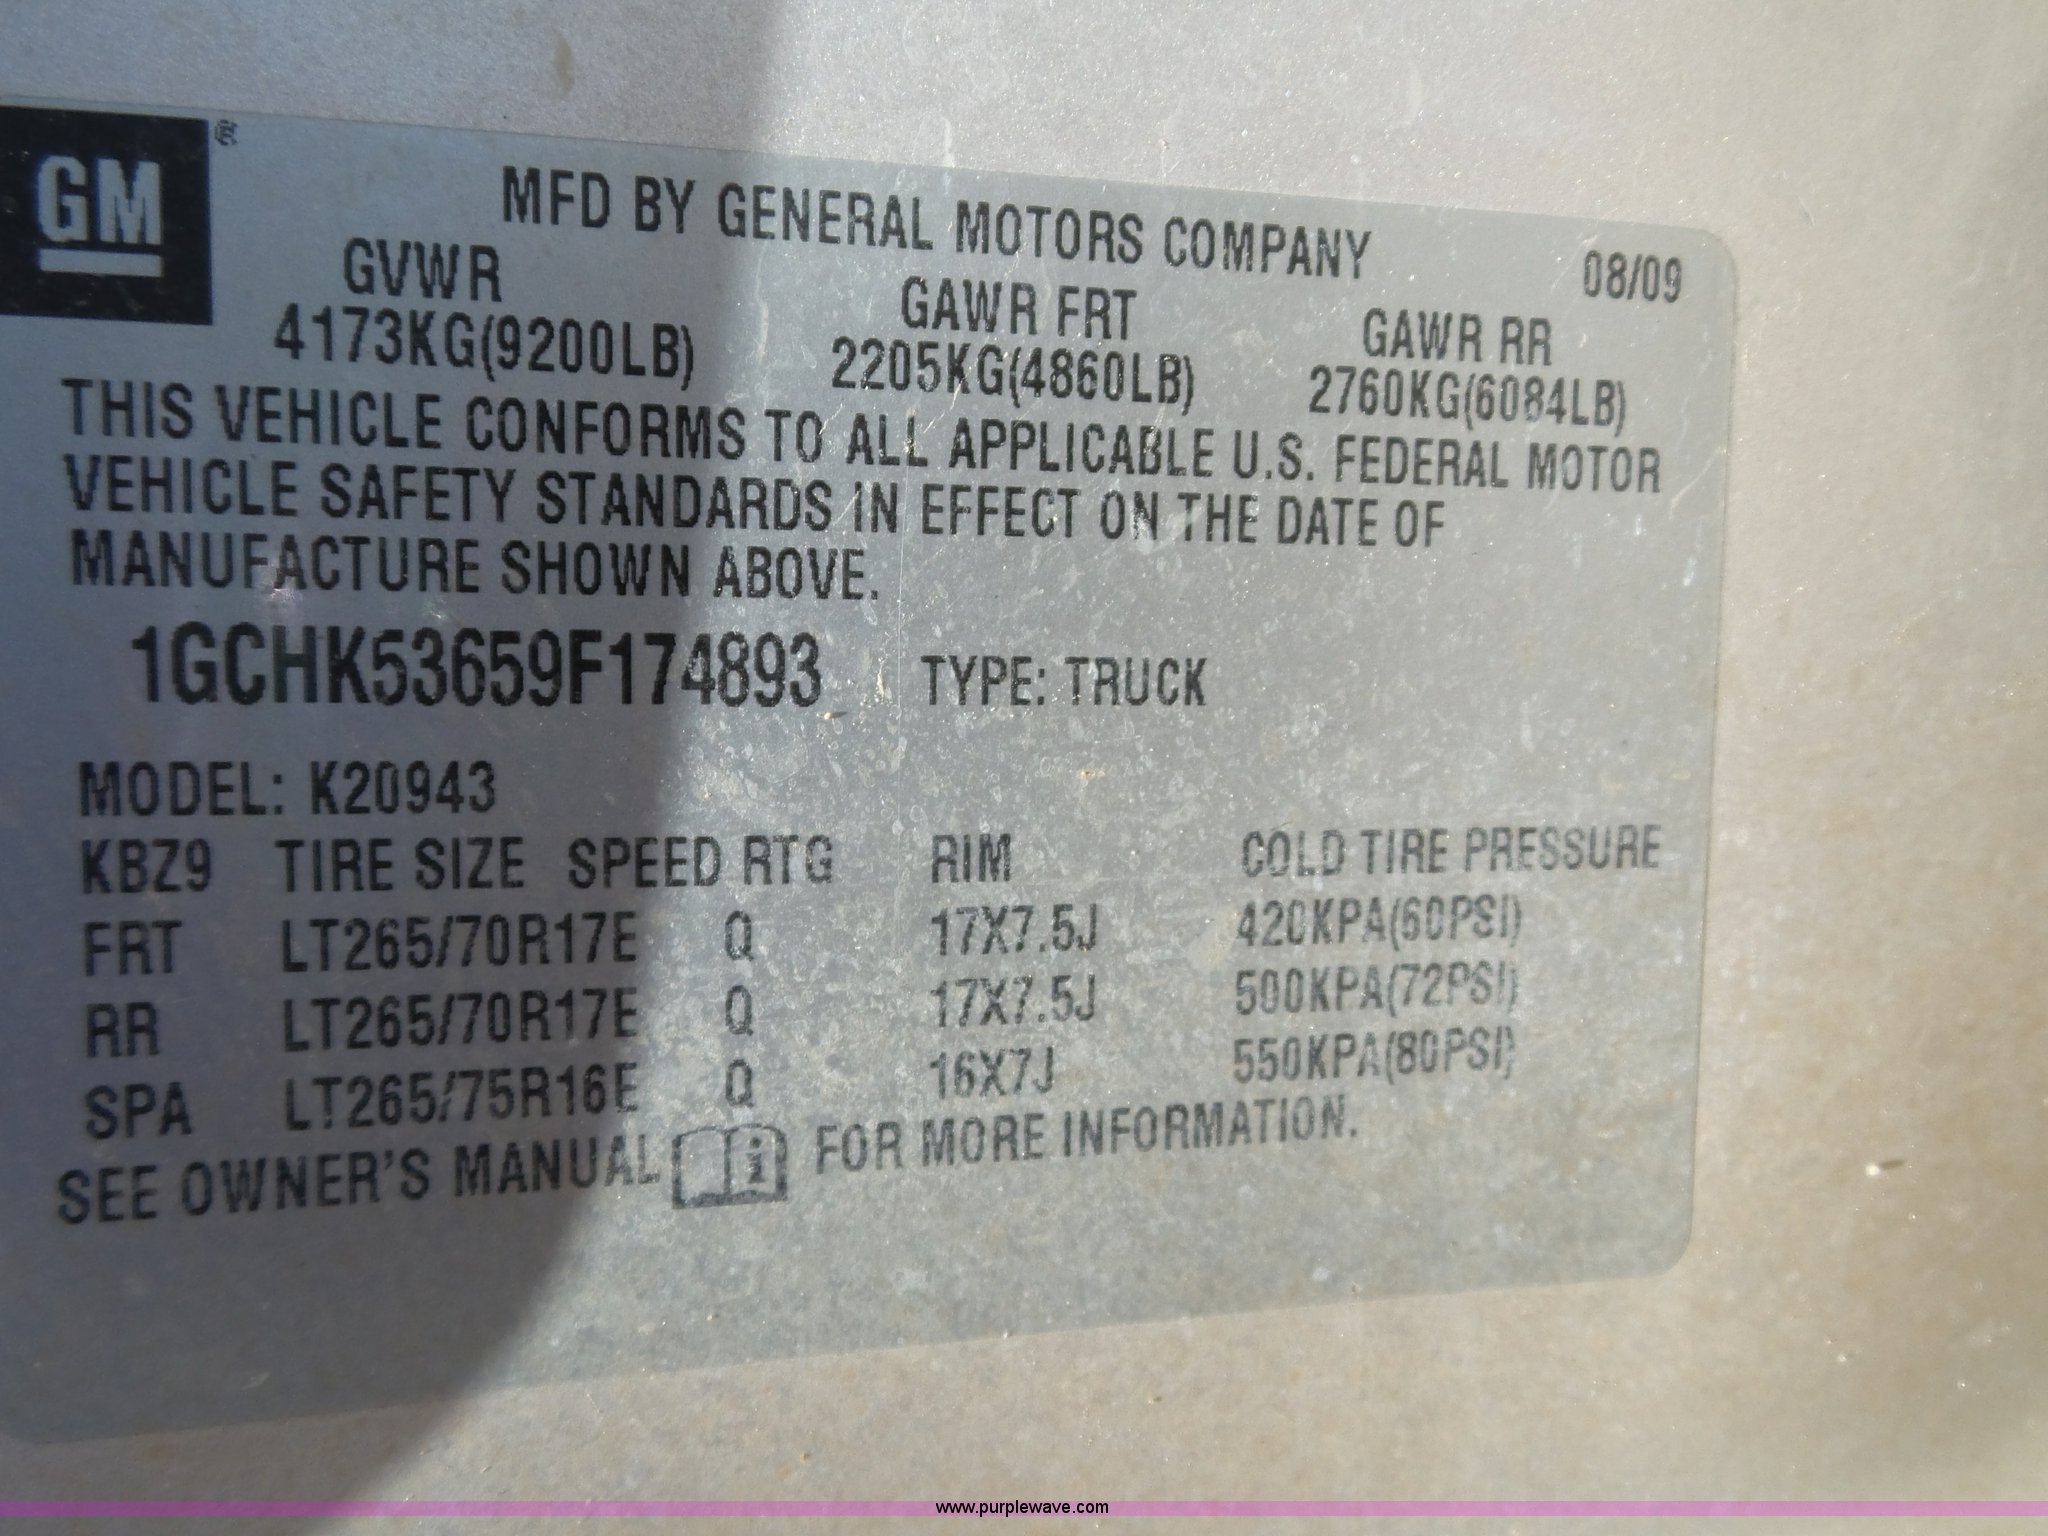 GM
MFD BY GENERAL MOTORS COMPANY 08/09
GVWR GAWR FRT GAWR RR
4173KG(9200LB) 2205KG(4860LB) 2760KG(6084LB)
THIS VEHICLE CONFORMS TO ALL APPLICABLE U.S. FEDERAL MOTOR
VEHICLE SAFETY STANDARDS IN EFFECT ON THE DATE OF
MANUFACTURE SHOWN ABOVE.
1GCHK53659F174893 TYPE: TRUCK
MODEL: K20943
KBZ9 TIRE SIZE SPEED RTG RIM COLD TIRE PRESSURE
FRT LT265/70R17E Q 17X7.5J 420KPA(60PSI)
RR LT265/70R17E Q 17X7.5J 500KPA(72PSI)
SPA LT265/75R16E Q 16X7J 550KPA(80PSI)
SEE OWNER'S MANUAL FOR MORE INFORMATION.
www.purplewave.com